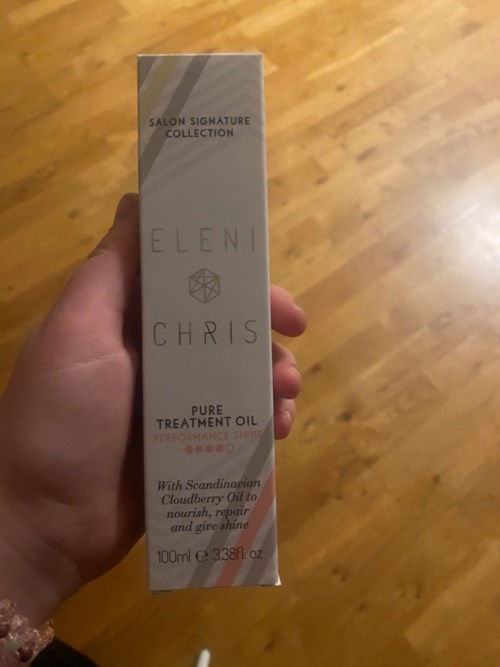 SALON SIGNATURE
COLLECTION
ELENI
CHRIS
PURE
TREATMENT OIL
PERFORMANCE SHINE
With Scandinavian
Cloudberry Oil to
nourish, repair
and give shine
100ml ℮ 3.38fl. oz